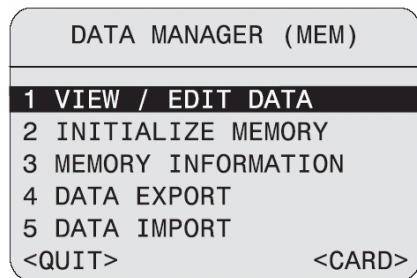 DATA MANAGER (MEM)
1 VIEW / EDIT DATA
2 INITIALIZE MEMORY
3 MEMORY INFORMATION
4 DATA EXPORT
5 DATA IMPORT
<QUIT> <CARD>